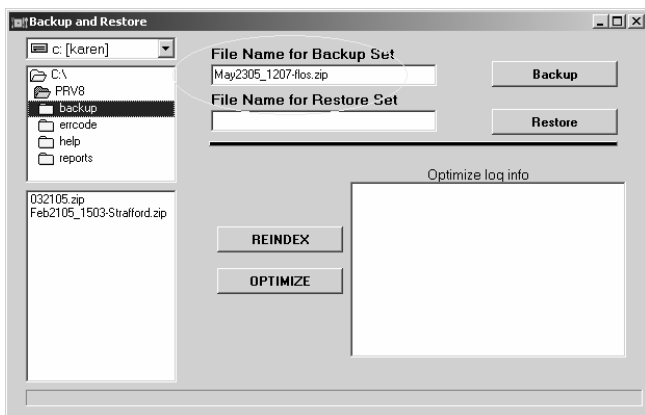 Backup and Restore
c: [karen]
C:\
PRV8
backup
errcode
help
reports
032105.zip
Feb2105_1503-Strafford.zip
File Name for Backup Set
May2305_1207-flos.zip
Backup
File Name for Restore Set
Restore
Optimize log info
REINDEX
OPTIMIZE